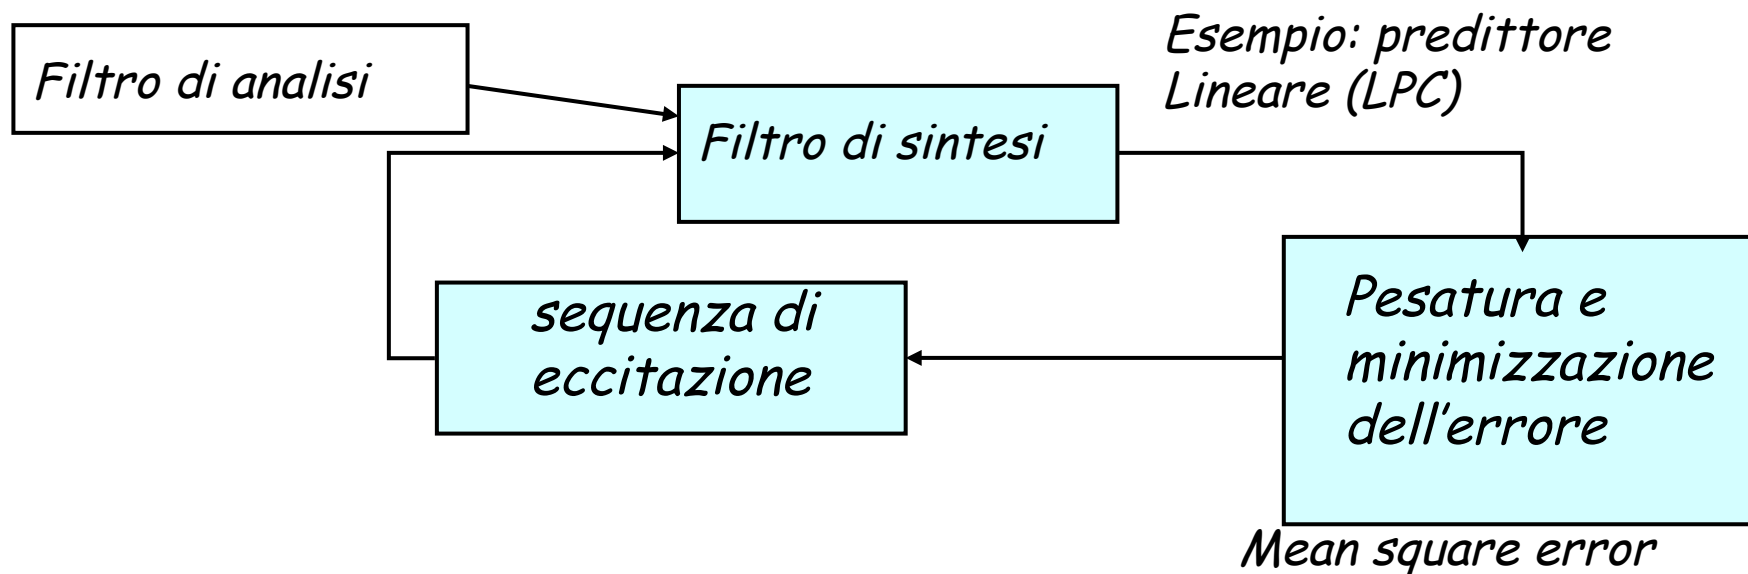 Filtro di analisi
Esempio: predittore
Lineare (LPC)
Filtro di sintesi
sequenza di
eccitazione
Pesatura e
minimizzazione
dell'errore
Mean square error